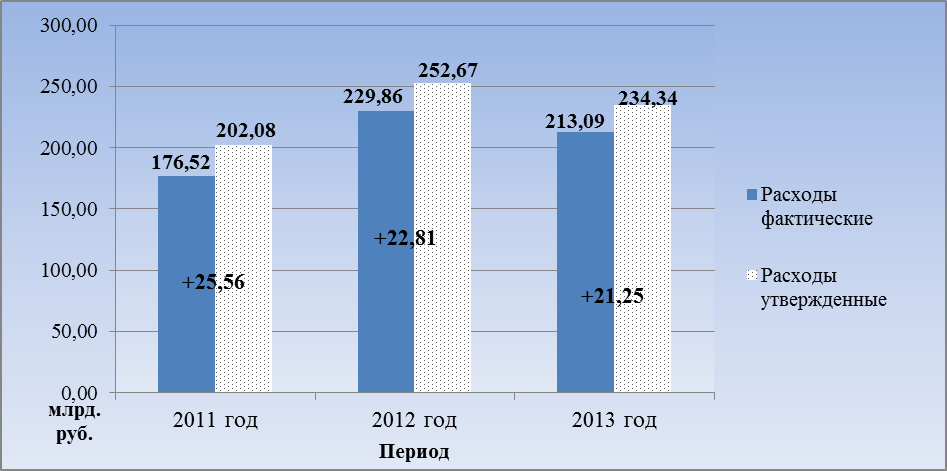 300,00
250,00
200,00
150,00
100,00
50,00
0,00
млрд.
руб.
176,52
202,08
229,86
252,67
213,09
234,34
+25,56
+22,81
+21,25
2011 год
2012 год
2013 год
Период
Расходы
фактические
Расходы
утвержденные